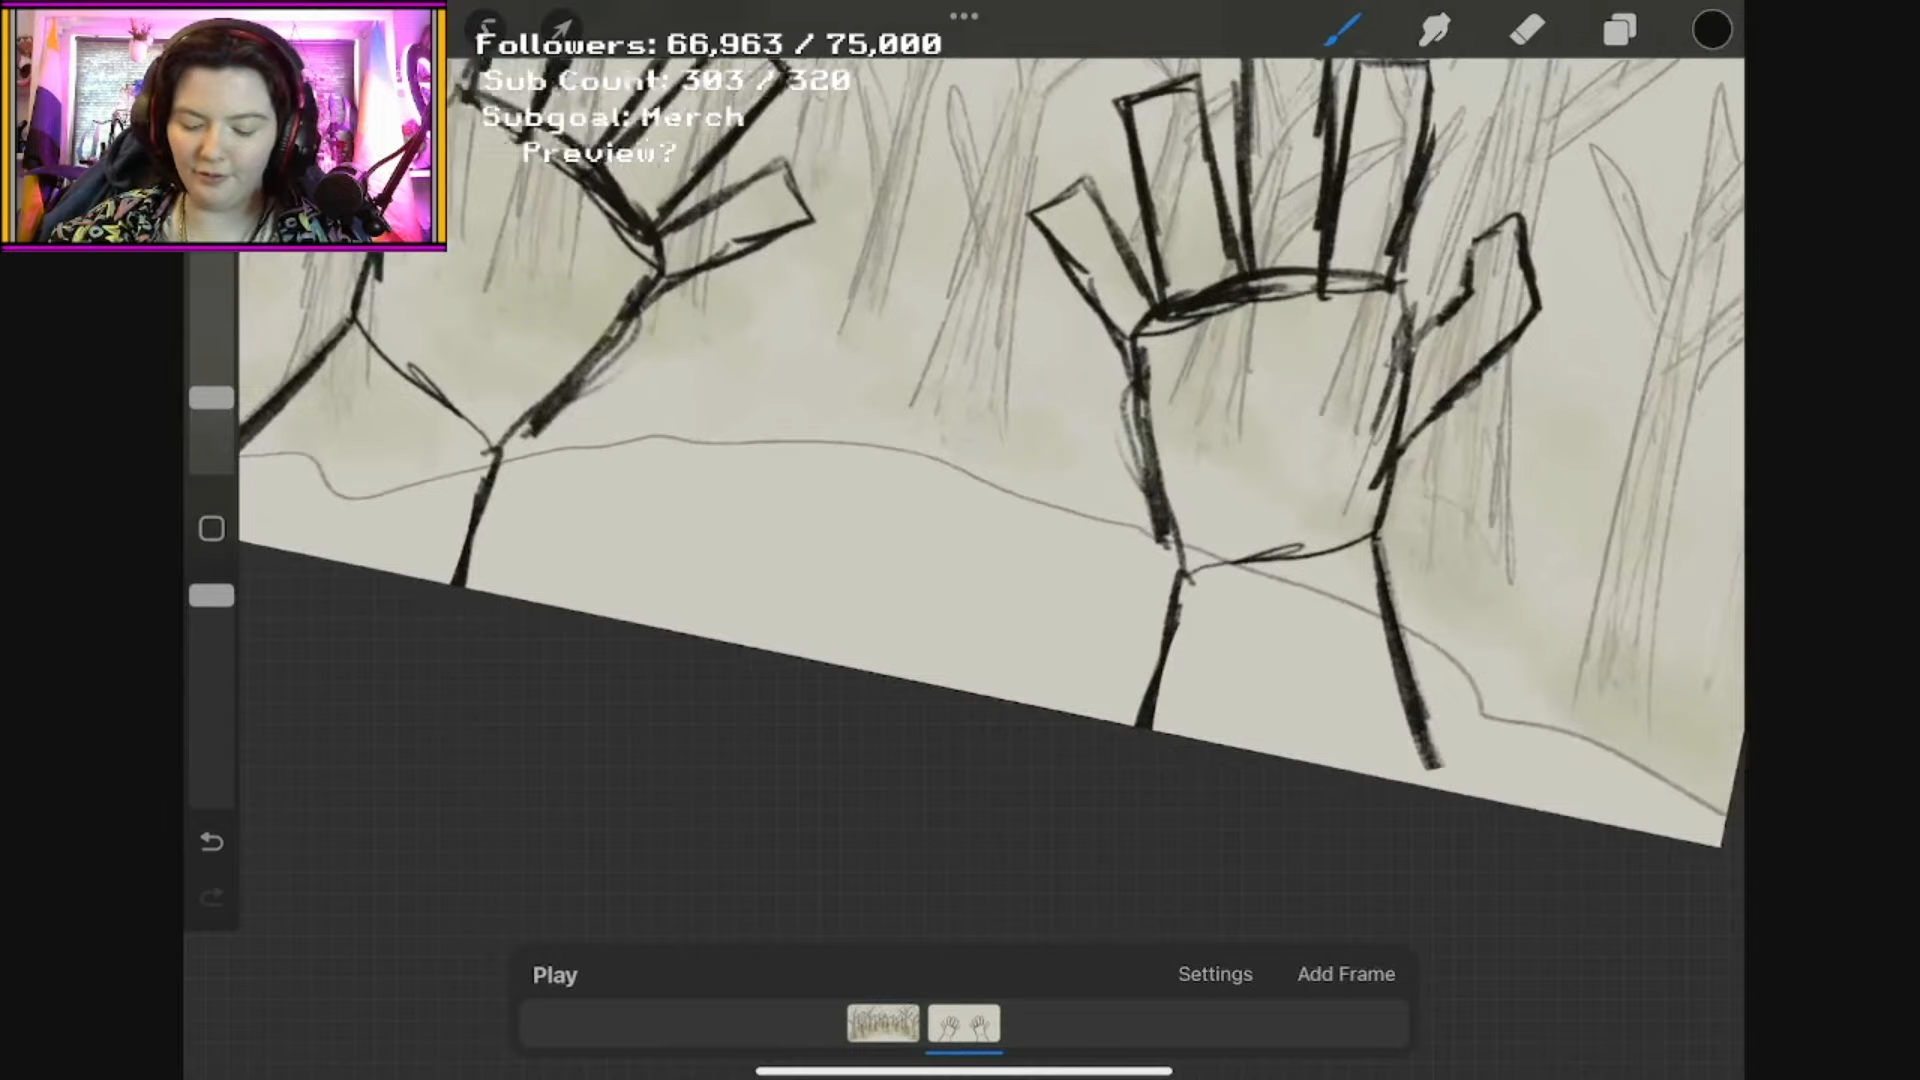 Followers: 66,963 / 75,000
Sub Count: 303 / 320
Subgoal: Merch
Preview?
Play
Settings
Add Frame